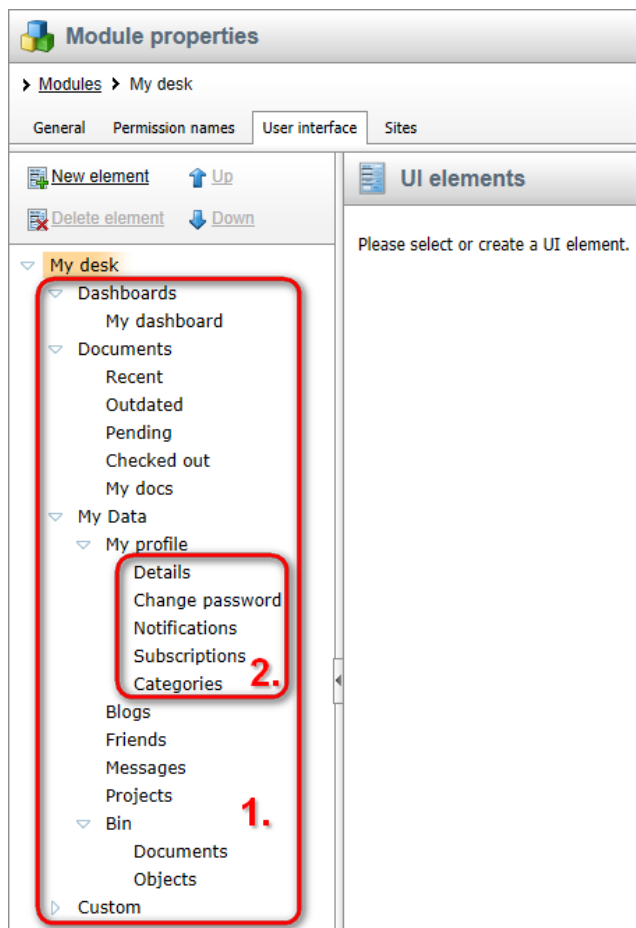 Module properties
Modules > My desk
General Permission names User interface Sites
New element Up
Delete element Down
UI elements
Please select or create a UI element.
My desk
Dashboards
My dashboard
Documents
Recent
Outdated
Pending
Checked out
My docs
My Data
My profile
Details
Change password
Notifications
Subscriptions
Categories
2.
Blogs
Friends
Messages
Projects
1.
Bin
Documents
Objects
Custom